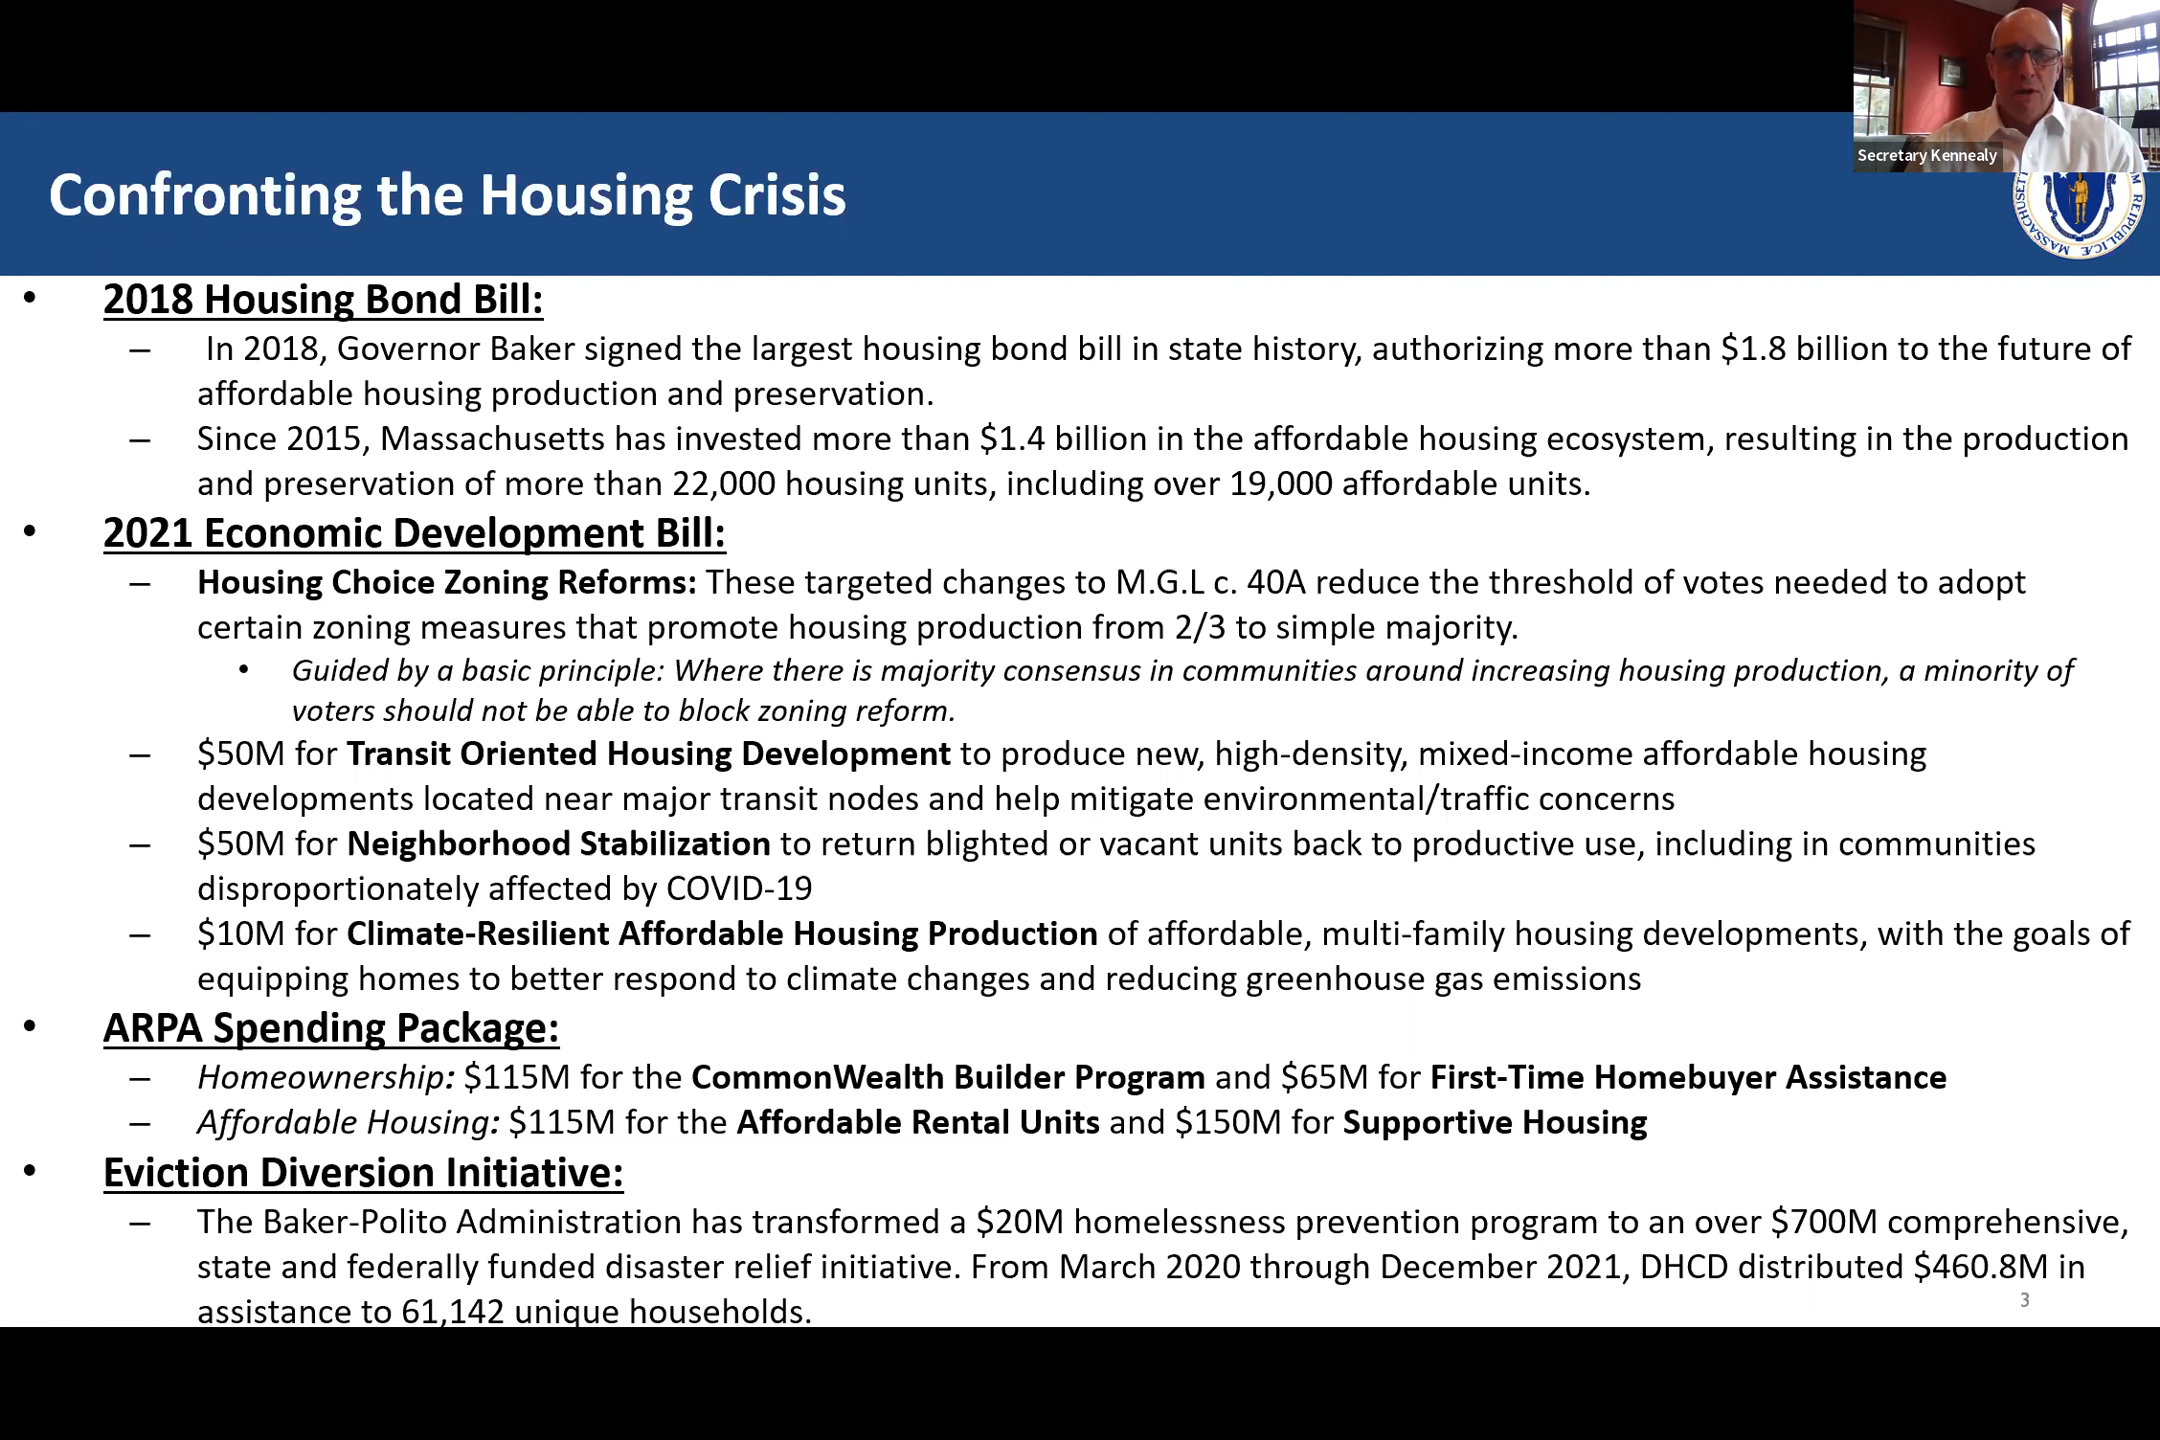 Secretary Kennealy
Confronting the Housing Crisis
MASSACHUSETT
M REIPUBLICÆ
• 2018 Housing Bond Bill:
– In 2018, Governor Baker signed the largest housing bond bill in state history, authorizing more than $1.8 billion to the future of
affordable housing production and preservation.
– Since 2015, Massachusetts has invested more than $1.4 billion in the affordable housing ecosystem, resulting in the production
and preservation of more than 22,000 housing units, including over 19,000 affordable units.
• 2021 Economic Development Bill:
– Housing Choice Zoning Reforms: These targeted changes to M.G.L c. 40A reduce the threshold of votes needed to adopt
certain zoning measures that promote housing production from 2/3 to simple majority.
• Guided by a basic principle: Where there is majority consensus in communities around increasing housing production, a minority of
voters should not be able to block zoning reform.
– $50M for Transit Oriented Housing Development to produce new, high-density, mixed-income affordable housing
developments located near major transit nodes and help mitigate environmental/traffic concerns
– $50M for Neighborhood Stabilization to return blighted or vacant units back to productive use, including in communities
disproportionately affected by COVID-19
– $10M for Climate-Resilient Affordable Housing Production of affordable, multi-family housing developments, with the goals of
equipping homes to better respond to climate changes and reducing greenhouse gas emissions
• ARPA Spending Package:
– Homeownership: $115M for the CommonWealth Builder Program and $65M for First-Time Homebuyer Assistance
– Affordable Housing: $115M for the Affordable Rental Units and $150M for Supportive Housing
• Eviction Diversion Initiative:
– The Baker-Polito Administration has transformed a $20M homelessness prevention program to an over $700M comprehensive,
state and federally funded disaster relief initiative. From March 2020 through December 2021, DHCD distributed $460.8M in
assistance to 61,142 unique households.
3